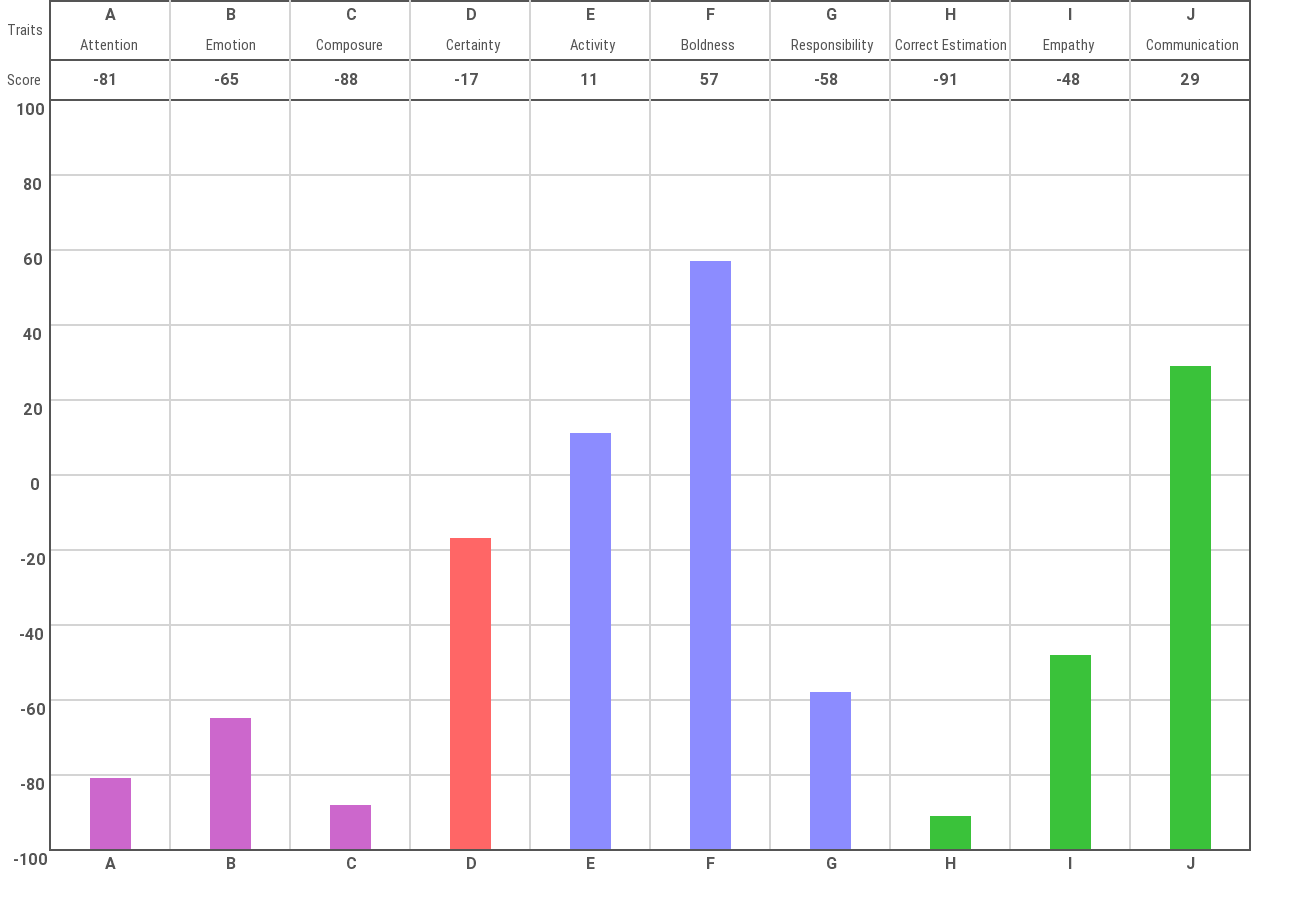 A B C D E F G H I J
Traits
Attention Emotion Composure Certainty Activity Boldness Responsibility Correct Estimation Empathy Communication
Score -81 -65 -88 -17 11 57 -58 -91 -48 29
100
80
60
40
20
0
-20
-40
-60
-80
-100
A B C D E F G H I J